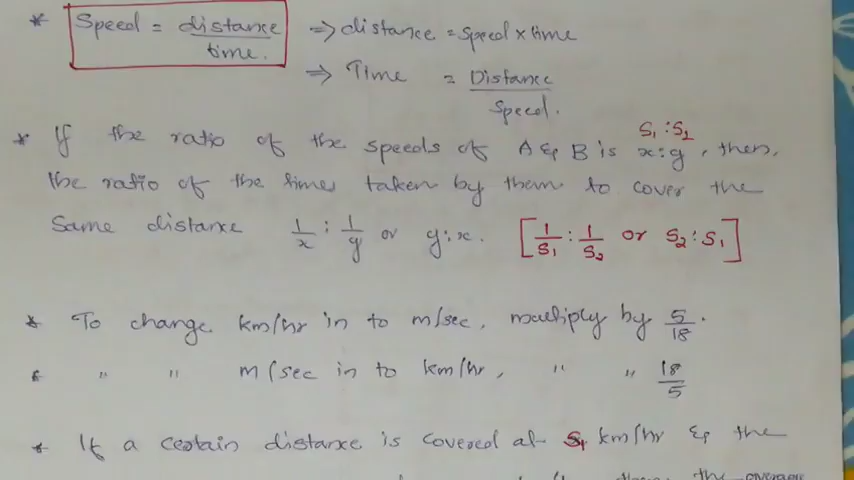 * Speed = distance/time. ⇒ distance = Speed × time
⇒ Time = Distance/Speed.
S₁ : S₂
* If the ratio of the speeds of A & B is x : y, then,
the ratio of the times taken by them to cover the
Same distance 1/x : 1/y or y : x. [1/S₁ : 1/S₂ or S₂ : S₁]
* To change km/hr in to m/sec, multiply by 5/18.
* " " m/sec in to km/hr, " " 18/5
* If a certain distance is covered at S₁ km/hr & the
the average